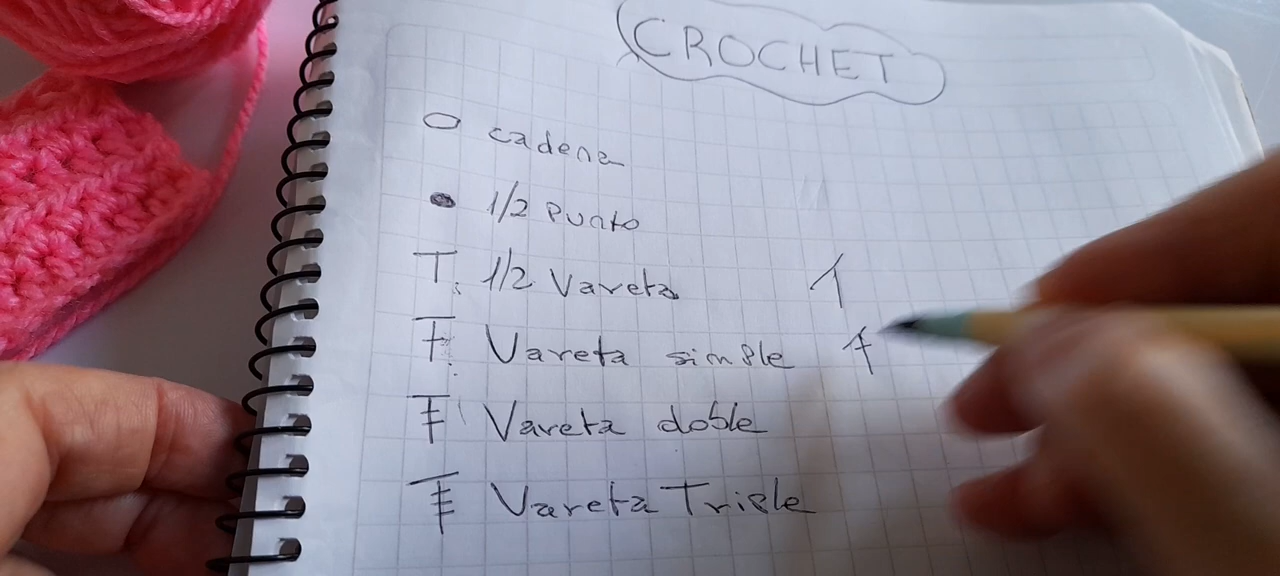 CROCHET
cadena
1/2 Punto
T. 1/2 Vareta
Vareta simple
Vareta doble
Vareta Triple